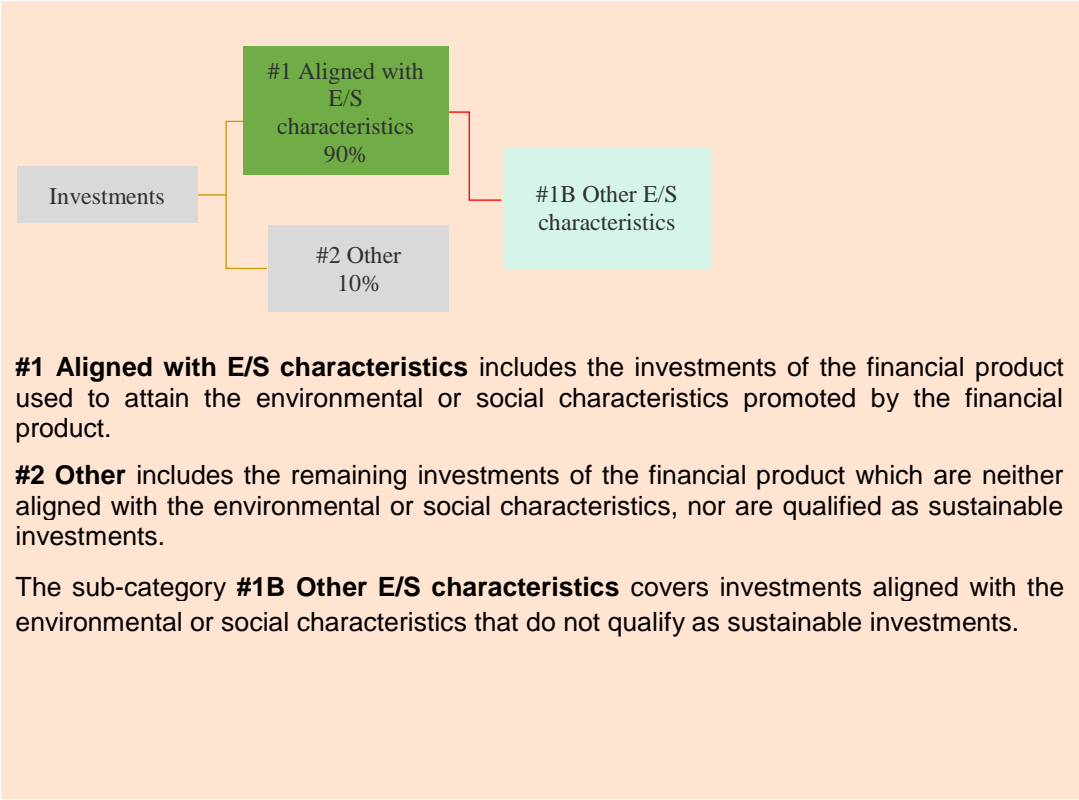 #1 Aligned with
E/S
characteristics
90%
Investments
#1B Other E/S
characteristics
#2 Other
10%
#1 Aligned with E/S characteristics includes the investments of the financial product
used to attain the environmental or social characteristics promoted by the financial
product.
#2 Other includes the remaining investments of the financial product which are neither
aligned with the environmental or social characteristics, nor are qualified as sustainable
investments.
The sub-category #1B Other E/S characteristics covers investments aligned with the
environmental or social characteristics that do not qualify as sustainable investments.